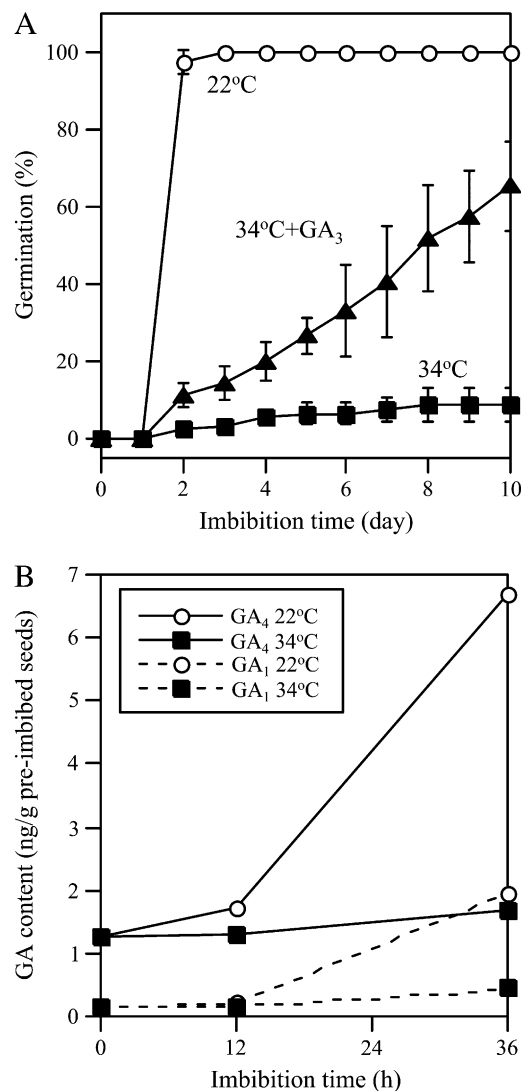 A
100
80
60
40
20
0
Germination (%)
22°C
34°C+GA₃
34°C
0 2 4 6 8 10
Imbibition time (day)
B
7
6
5
4
3
2
1
0
GA content (ng/g pre-imbibed seeds)
GA₄ 22°C
GA₄ 34°C
GA₁ 22°C
GA₁ 34°C
0 12 24 36
Imbibition time (h)